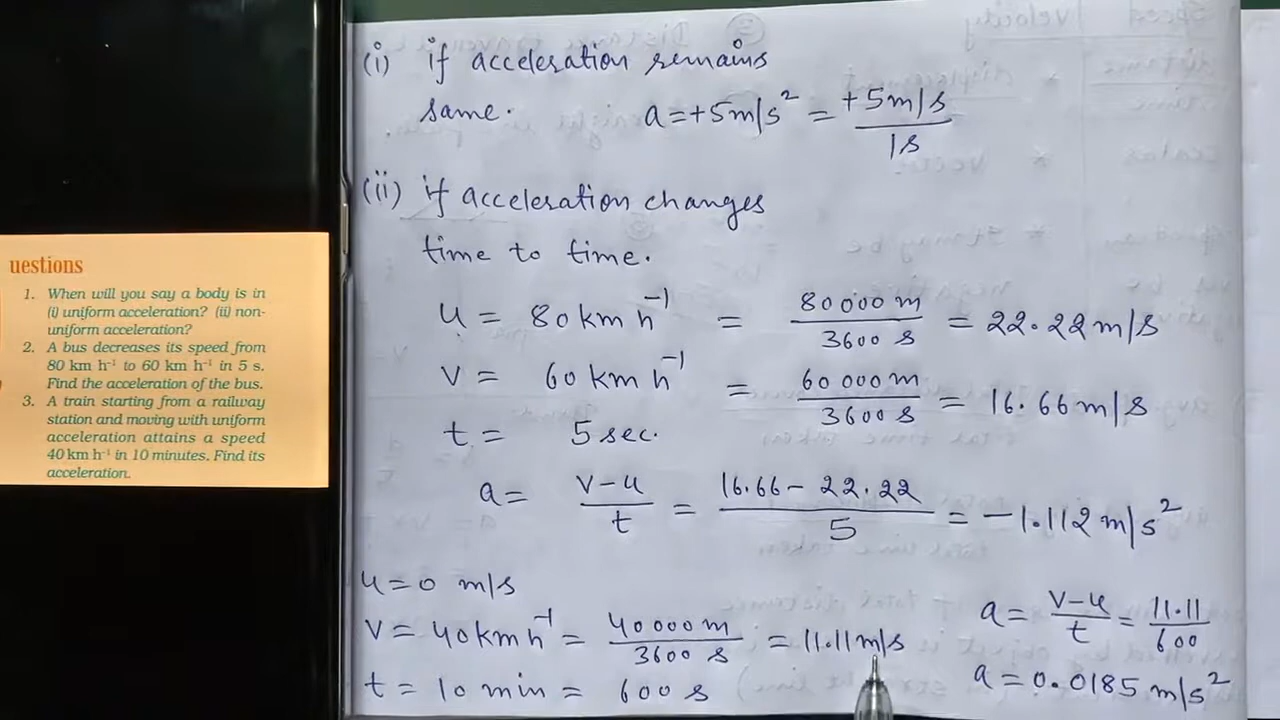 uestions
1. When will you say a body is in
(i) uniform acceleration? (ii) non-
uniform acceleration?
2. A bus decreases its speed from
80 km h⁻¹ to 60 km h⁻¹ in 5 s.
Find the acceleration of the bus.
3. A train starting from a railway
station and moving with uniform
acceleration attains a speed
40 km h⁻¹ in 10 minutes. Find its
acceleration.
(i) if acceleration remains
same. a = +5 m/s² = +5 m/s / 1s
(ii) if acceleration changes
time to time.
u = 80 km h⁻¹ = 80000 m / 3600 s = 22.22 m/s
v = 60 km h⁻¹ = 60000 m / 3600 s = 16.66 m/s
t = 5 sec.
a = v-u / t = 16.66 - 22.22 / 5 = -1.112 m/s²
u = 0 m/s
v = 40 km h⁻¹ = 40000 m / 3600 s = 11.11 m/s
t = 10 min = 600 s
a = v-u / t = 11.11 / 600
a = 0.0185 m/s²